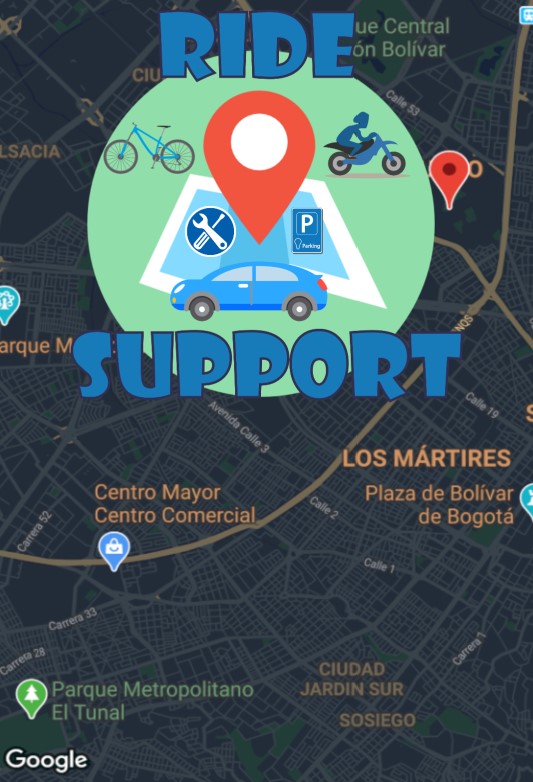 RIDE
ue Central
ón Bolívar
CIU
Calle 53
LSACIA
O
P
Parking
arque M
SUPPORT
Calle 19
S
Avenida Calle 3
LOS MÁRTIRES
Centro Mayor
Centro Comercial
Plaza de Bolívar
de Bogotá
Calle 2
Carrera 52
Calle 1
Carrera 33
Carrera 1
Carrera 28
CIUDAD
JARDIN SUR
Parque Metropolitano
El Tunal
SOSIEGO
Google